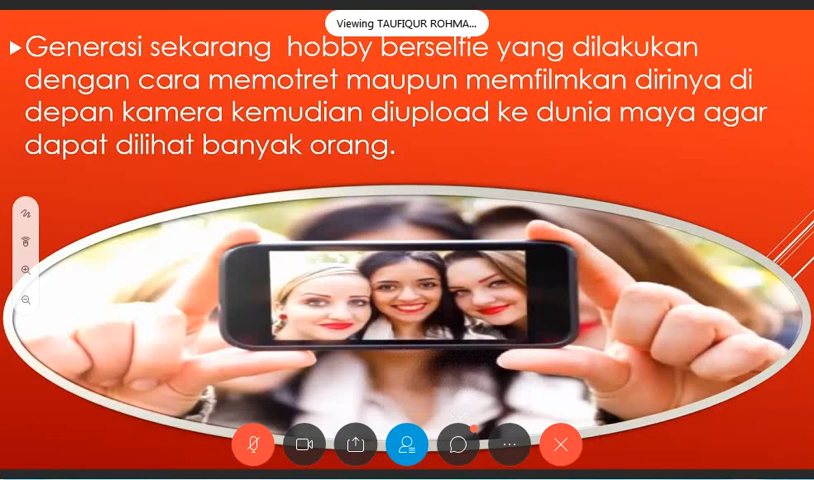 Viewing TAUFIQUR ROHMA...
Generasi sekarang hobby berselfie yang dilakukan
dengan cara memotret maupun memfilmkan dirinya di
depan kamera kemudian diupload ke dunia maya agar
dapat dilihat banyak orang.